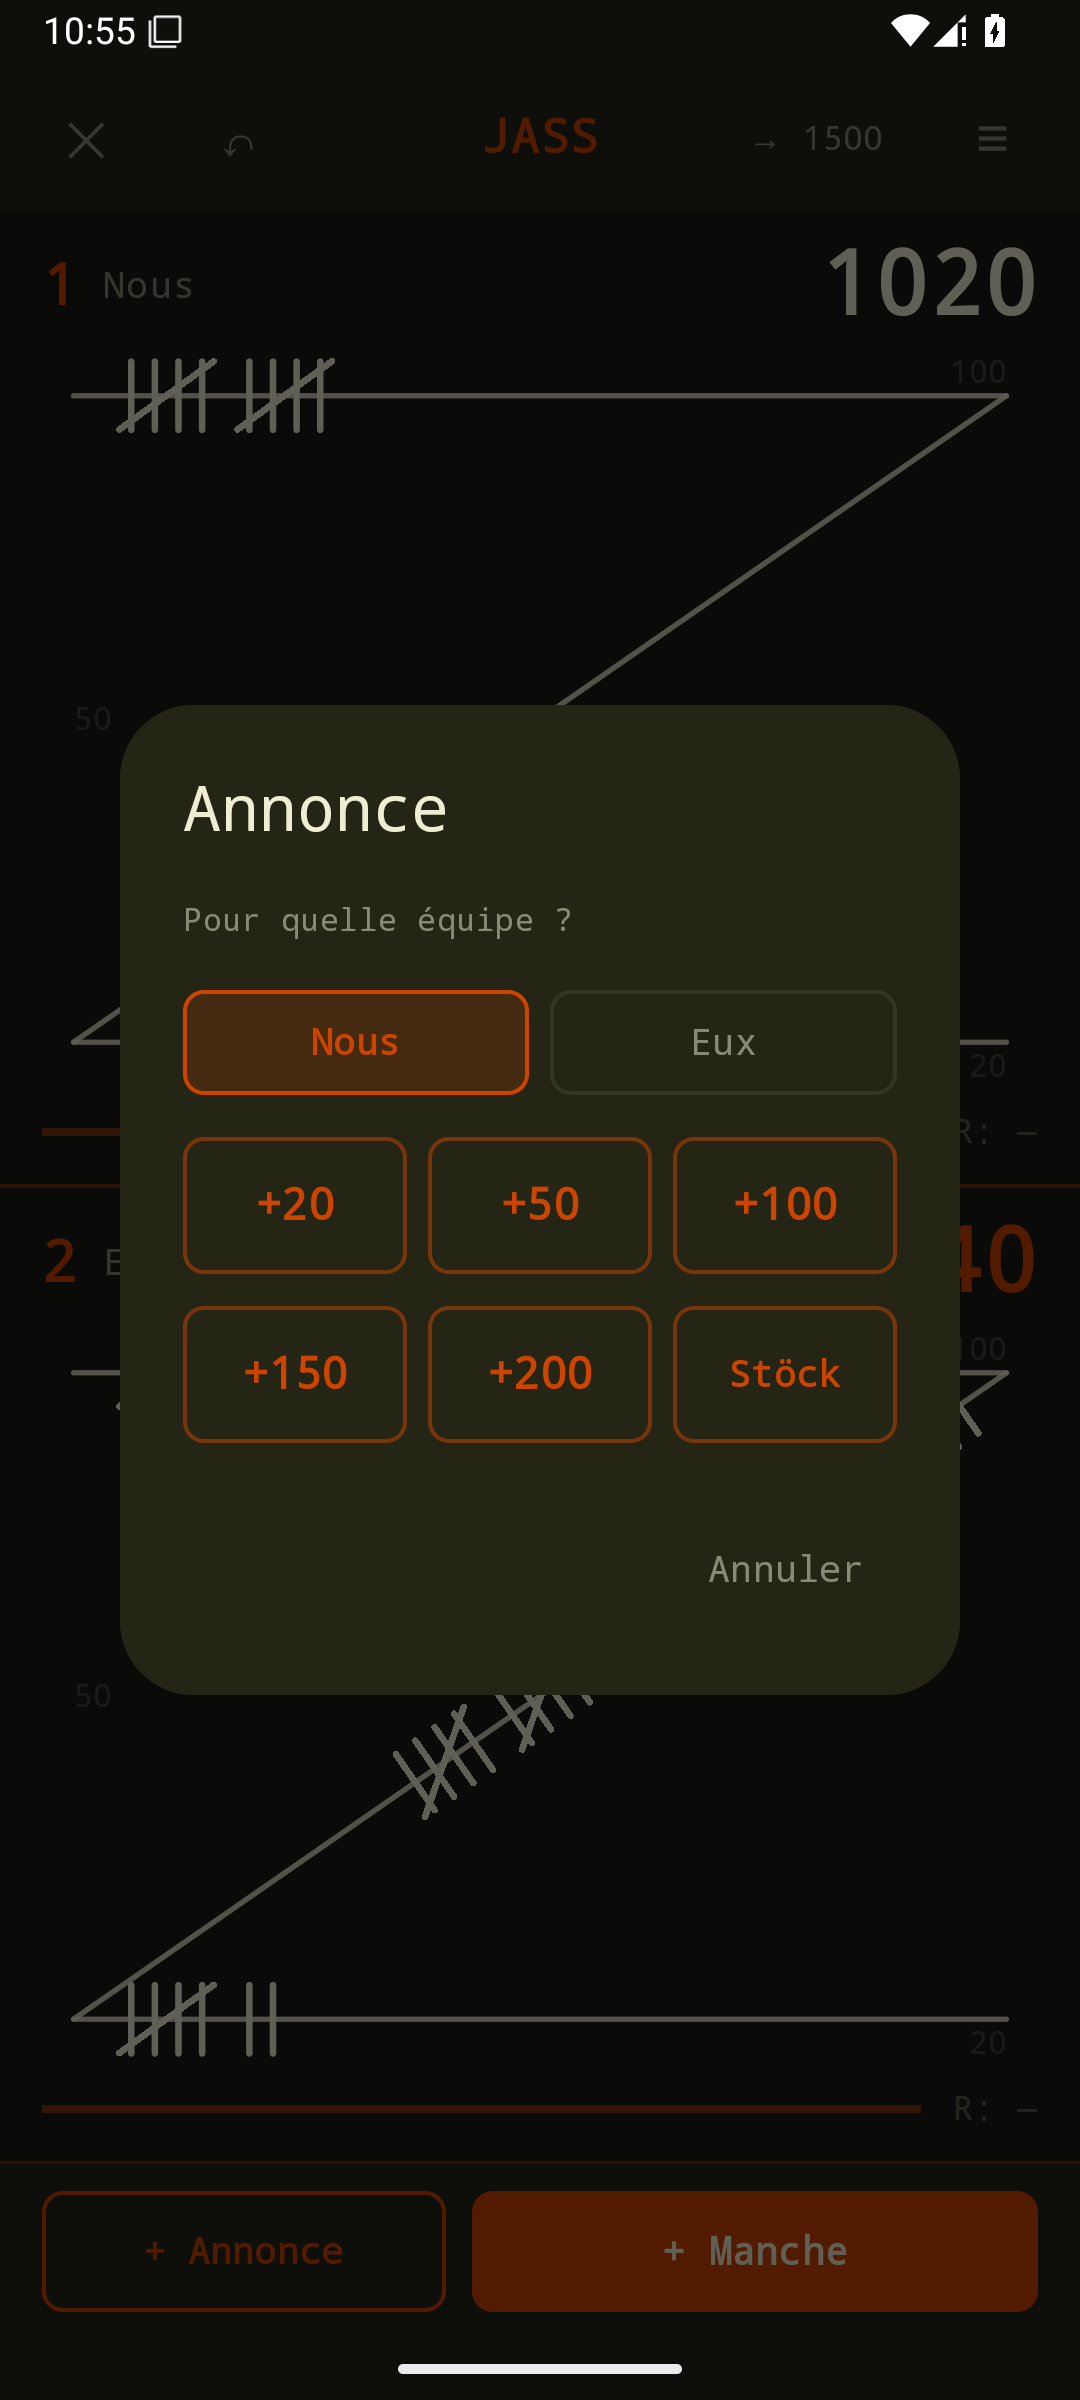 10:55
JASS → 1500
1 Nous 1020
100
50
Annonce
Pour quelle équipe ?
Nous Eux
20
+20 +50 +100
R: —
2 E 40
+150 +200 Stöck
100
Annuler
50
20
R: —
+ Annonce + Manche